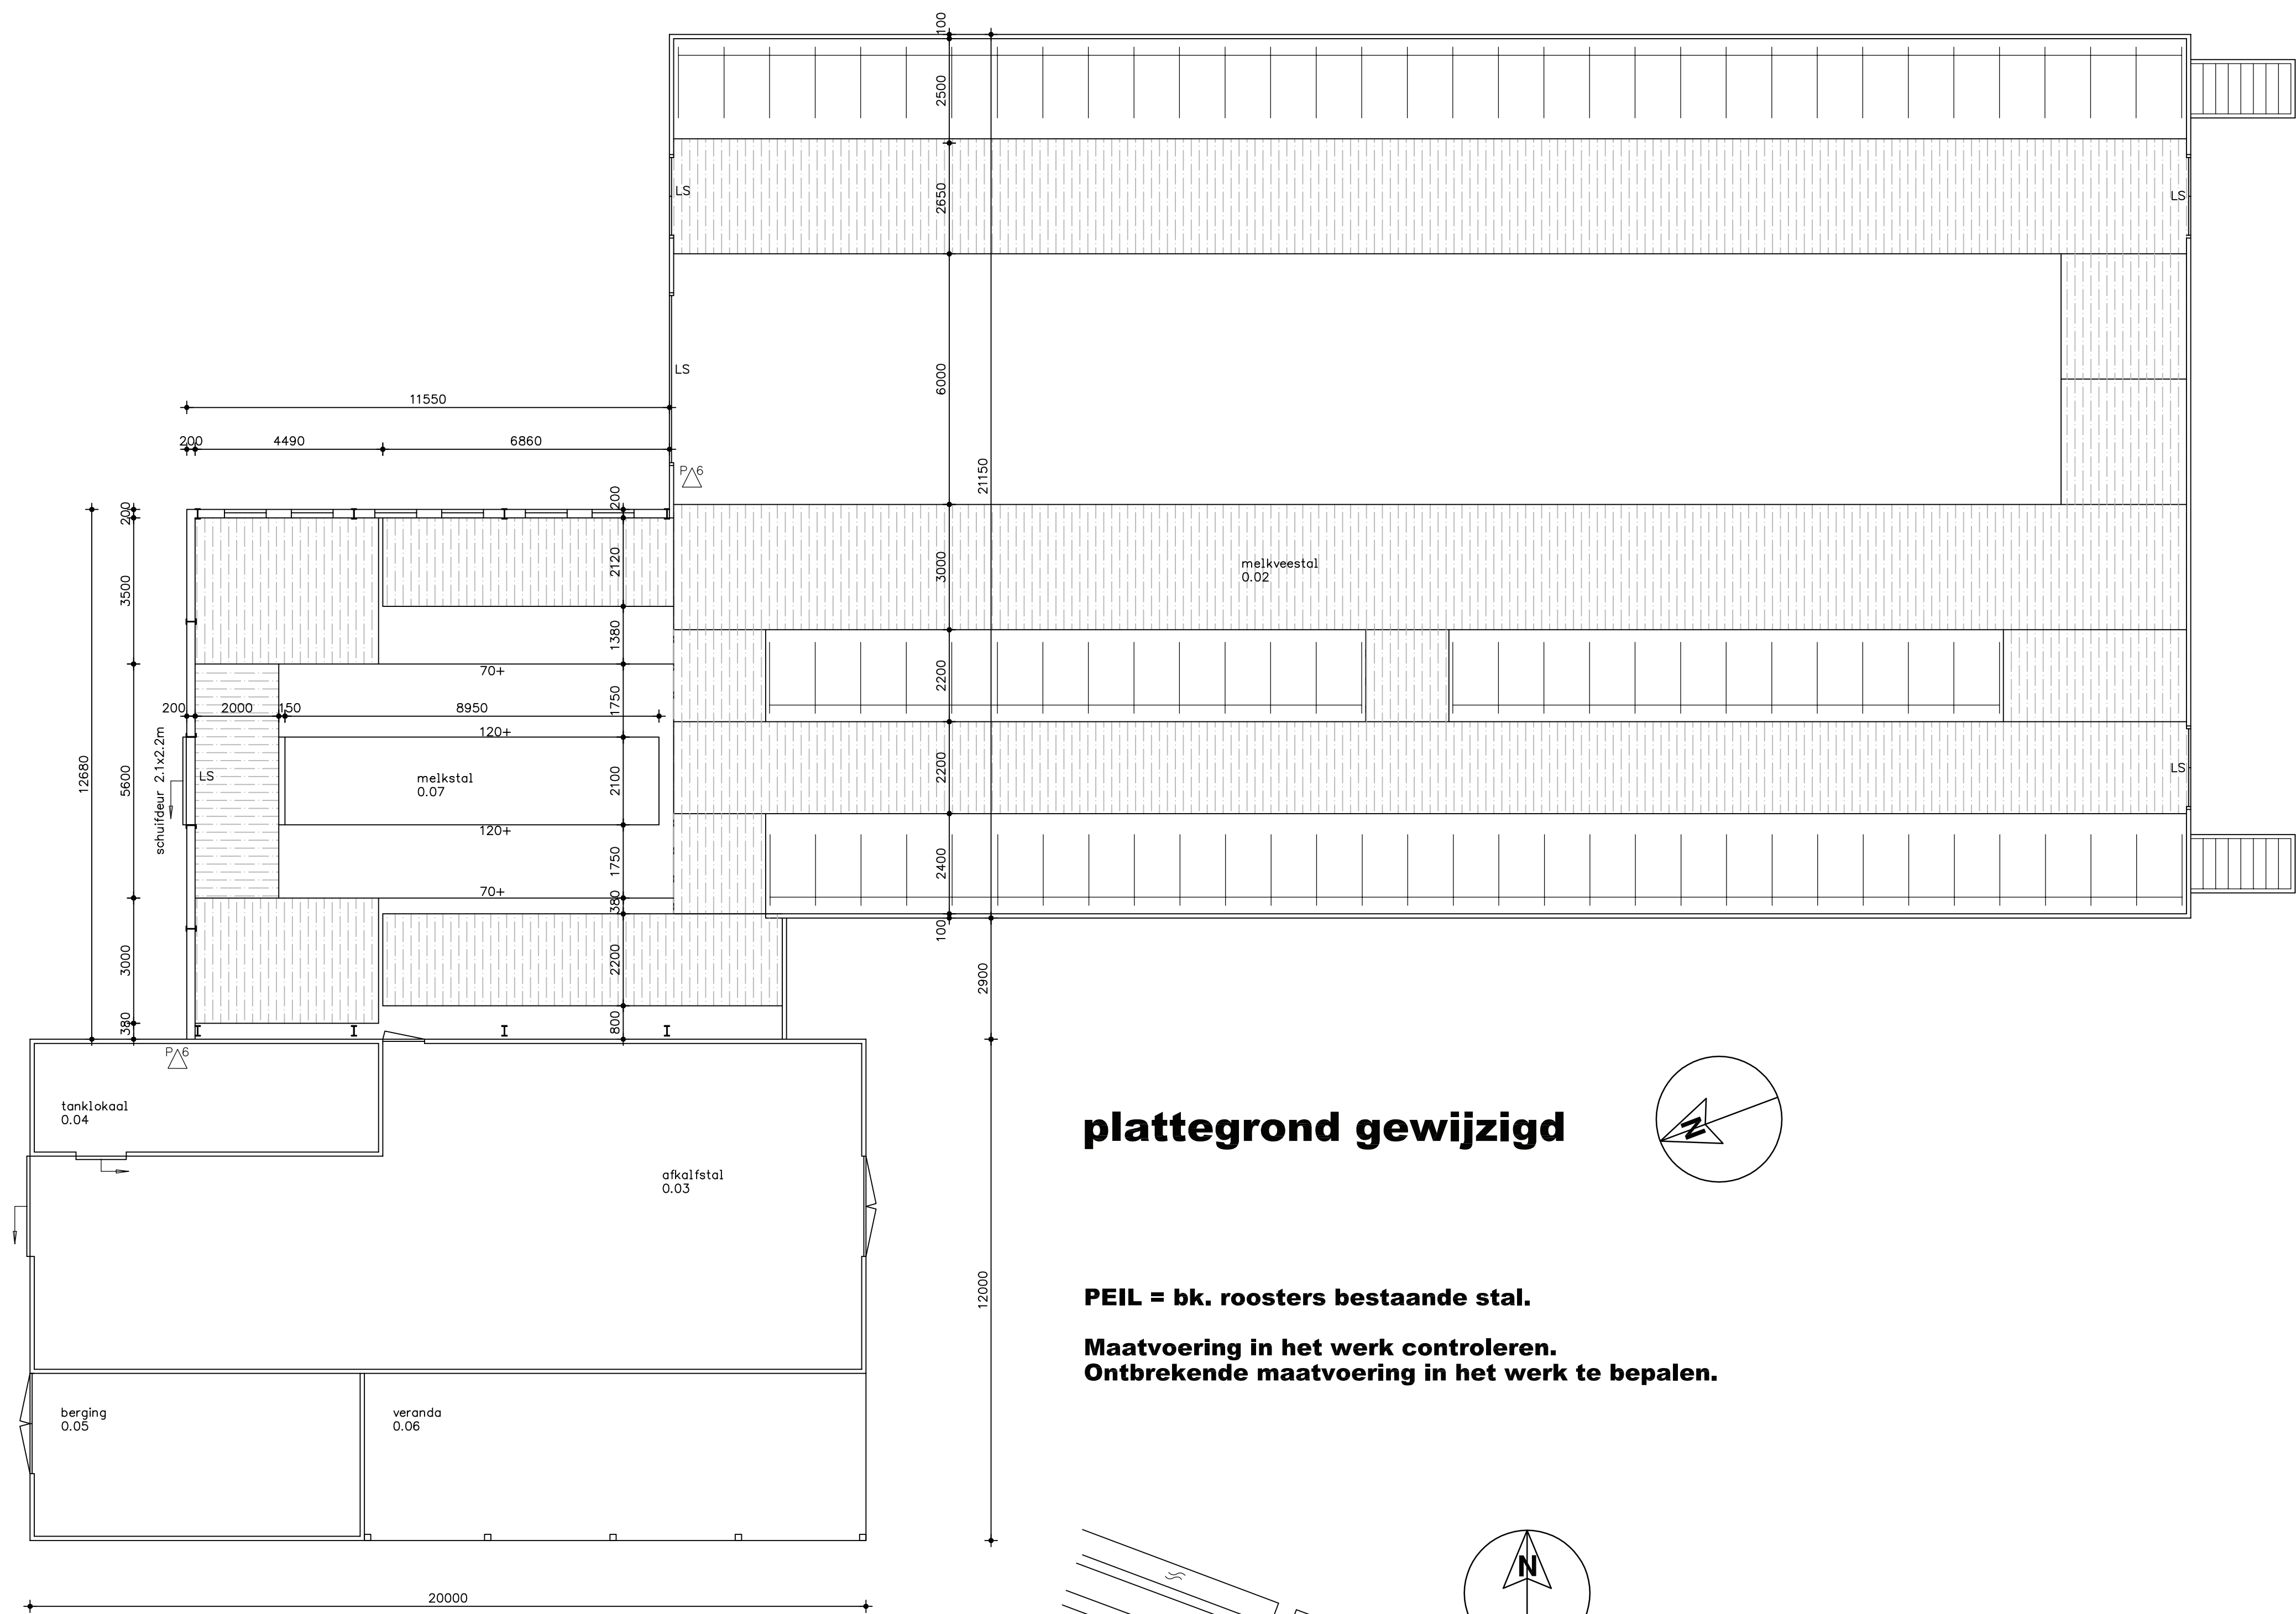 100
2500
2650
LS
LS
6000
LS
11550
200
4490
6860
P 6
21150
200
200
3500
2120
3000
melkveestal
0.02
1380
70+
1750
2200
200
2000
150
8950
120+
12680
5600
schuifdeur 2.1x2.2m
LS
melkstal
0.07
2100
2200
LS
120+
1750
2400
70+
380
100
3000
2200
2900
380
800
P 6
tanklokaal
0.04
plattegrond gewijzigd
N
afkalfstal
0.03
12000
PEIL = bk. roosters bestaande stal.
Maatvoering in het werk controleren.
Ontbrekende maatvoering in het werk te bepalen.
berging
0.05
veranda
0.06
N
20000